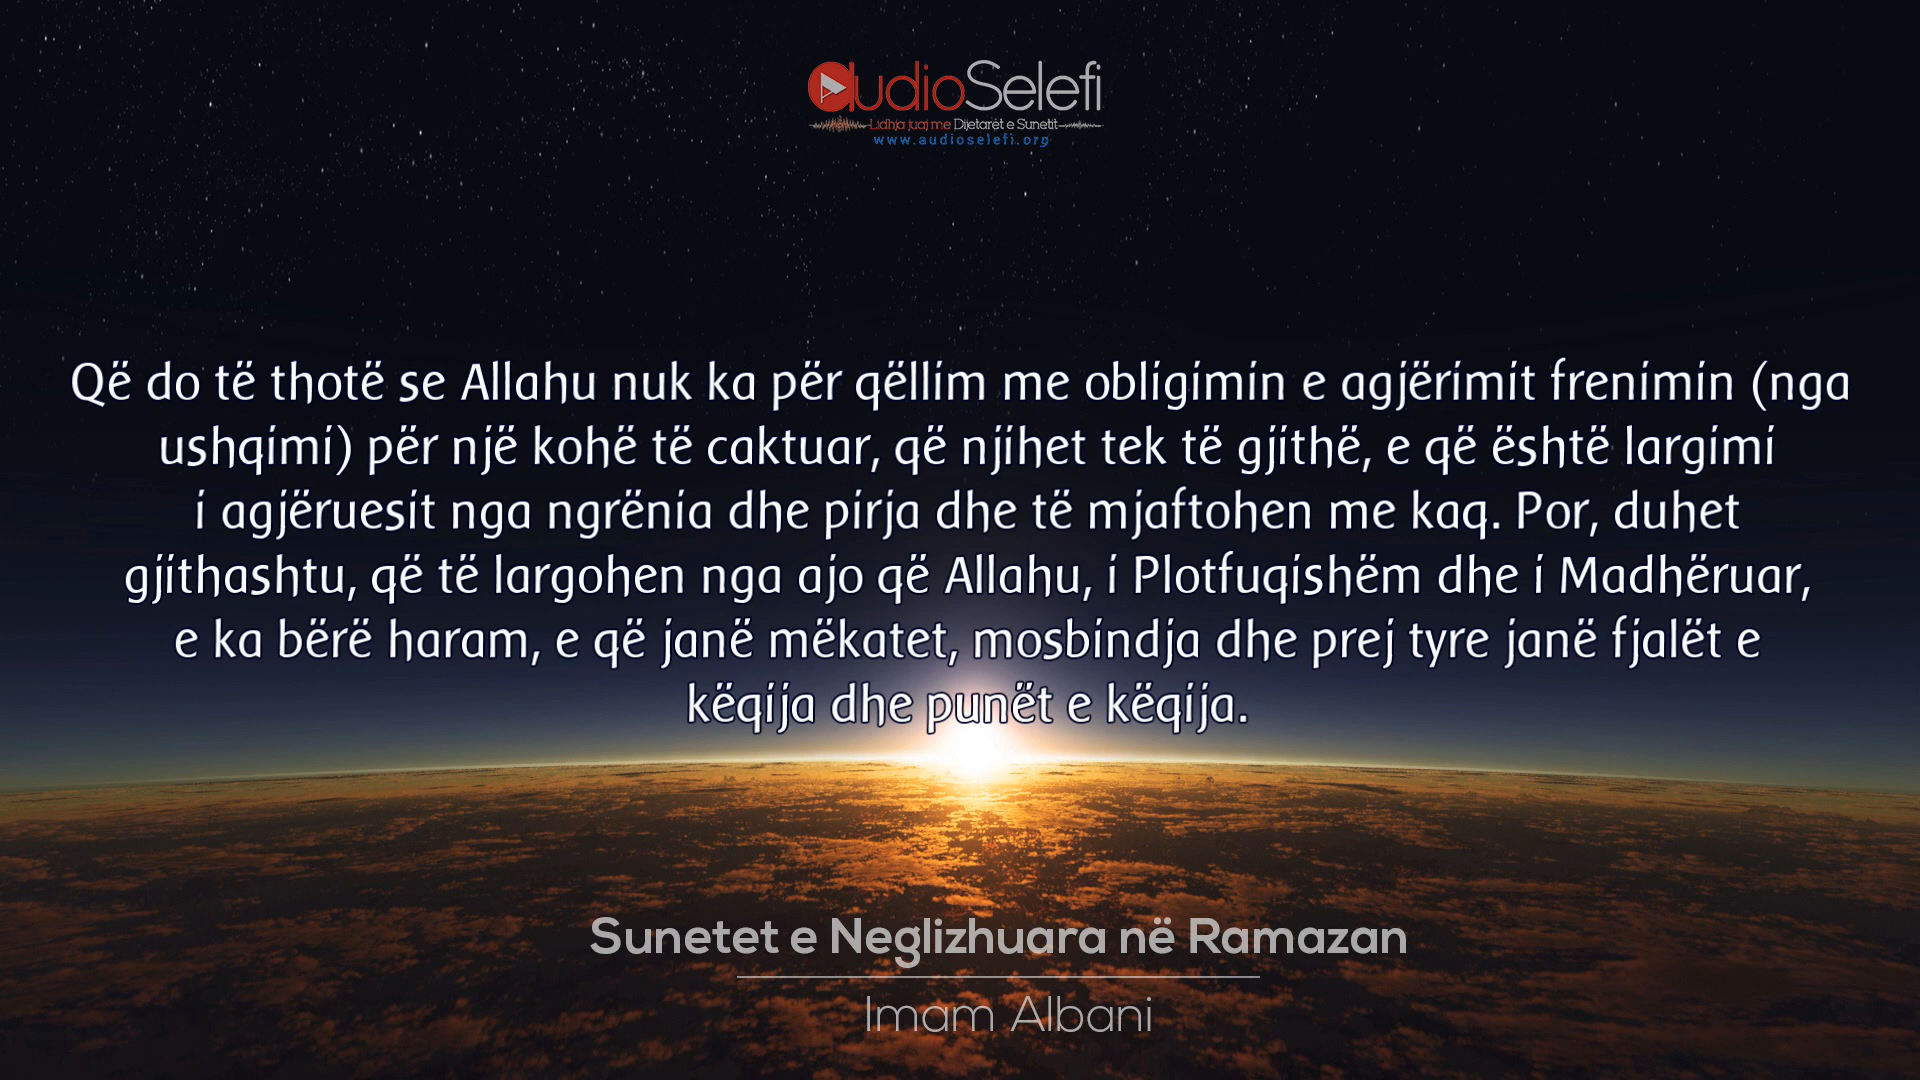 audioSelefi
Lidhja juaj me Dijetarët e Sunetit
www.audioselefi.org
Që do të thotë se Allahu nuk ka për qëllim me obligimin e agjërimit frenimin (nga
ushqimi) për një kohë të caktuar, që njihet tek të gjithë, e që është largimi
i agjëruesit nga ngrënia dhe pirja dhe të mjaftohen me kaq. Por, duhet
gjithashtu, që të largohen nga ajo që Allahu, i Plotfuqishëm dhe i Madhëruar,
e ka bërë haram, e që janë mëkatet, mosbindja dhe prej tyre janë fjalët e
këqija dhe punët e këqija.
Sunetet e Neglizhuara në Ramazan
Imam Albani